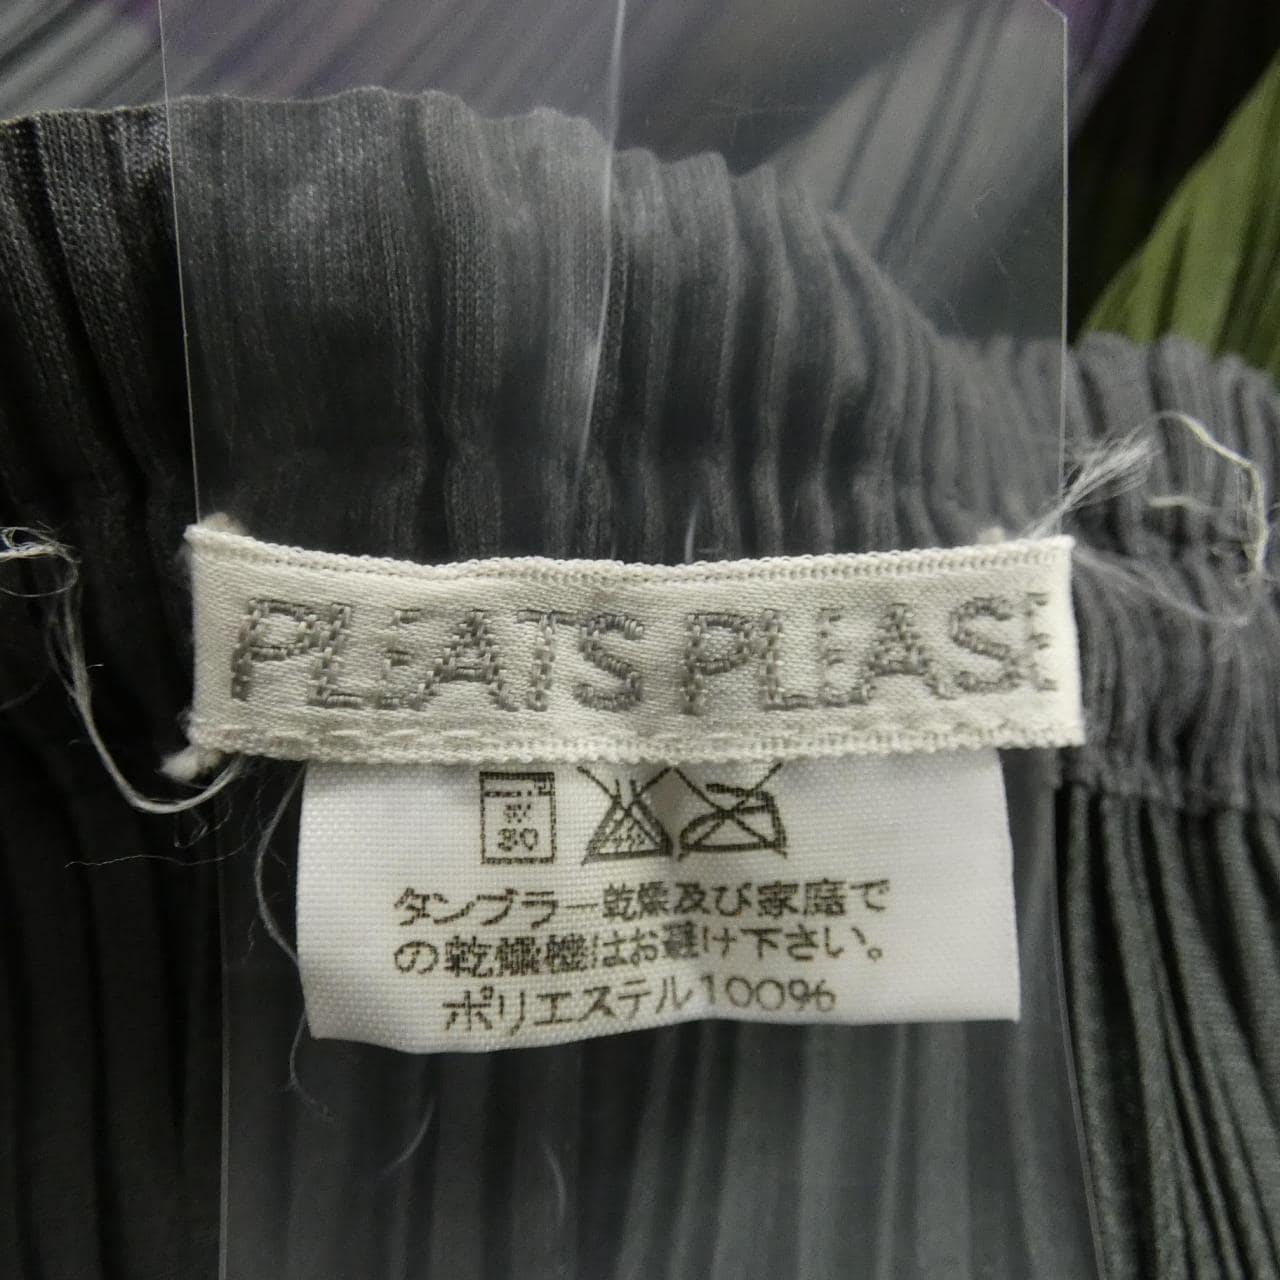 PLEATS PLEASE
30
タンブラー乾燥及び家庭で
の乾燥機はお避け下さい。
ポリエステル100%